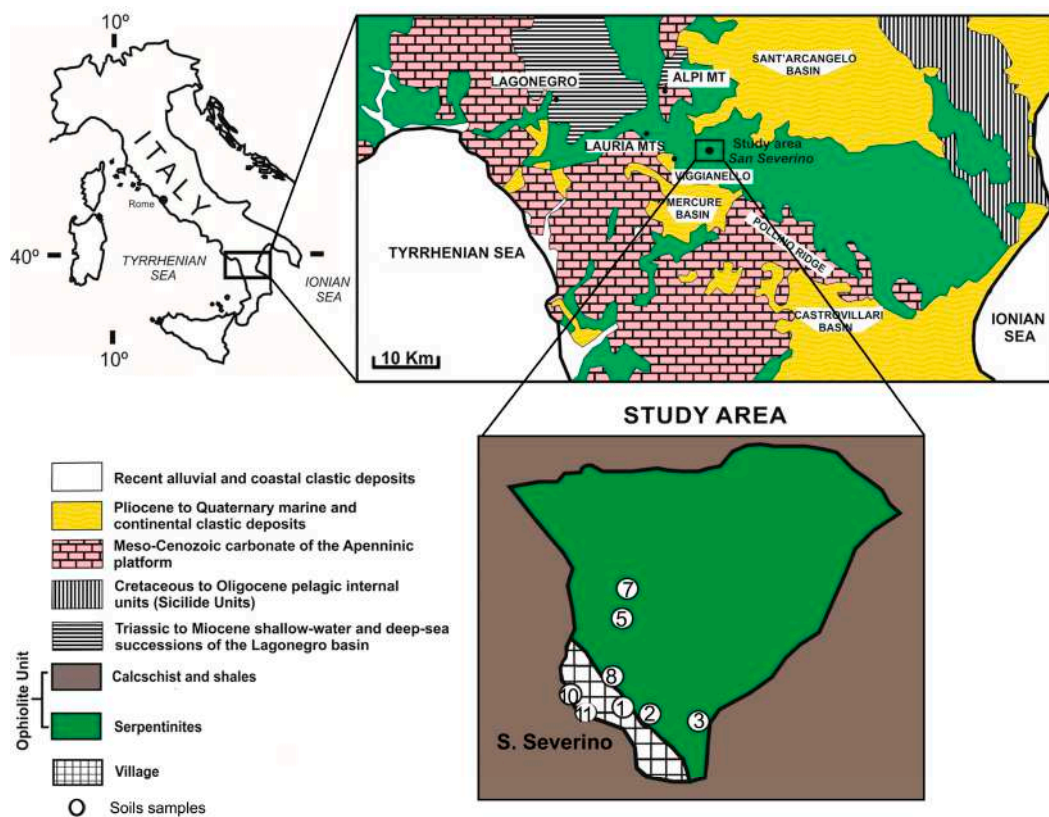 10º
ITALY
Rome
40º
TYRRHENIAN
SEA
IONIAN
SEA
10º
LAGONEGRO
ALPI MT
SANT'ARCANGELO
BASIN
LAURIA MTS
Study area
San Severino
VIGGIANELLO
MERCURE
BASIN
POLLINO RIDGE
TYRRHENIAN SEA
CASTROVILLARI
BASIN
IONIAN
SEA
10 Km
STUDY AREA
7
5
8
10
11
1
2
3
S. Severino
Recent alluvial and coastal clastic deposits
Pliocene to Quaternary marine and
continental clastic deposits
Meso-Cenozoic carbonate of the Apenninic
platform
Cretaceous to Oligocene pelagic internal
units (Sicilide Units)
Triassic to Miocene shallow-water and deep-sea
successions of the Lagonegro basin
Ophiolite Unit
Calcschist and shales
Serpentinites
Village
Soils samples